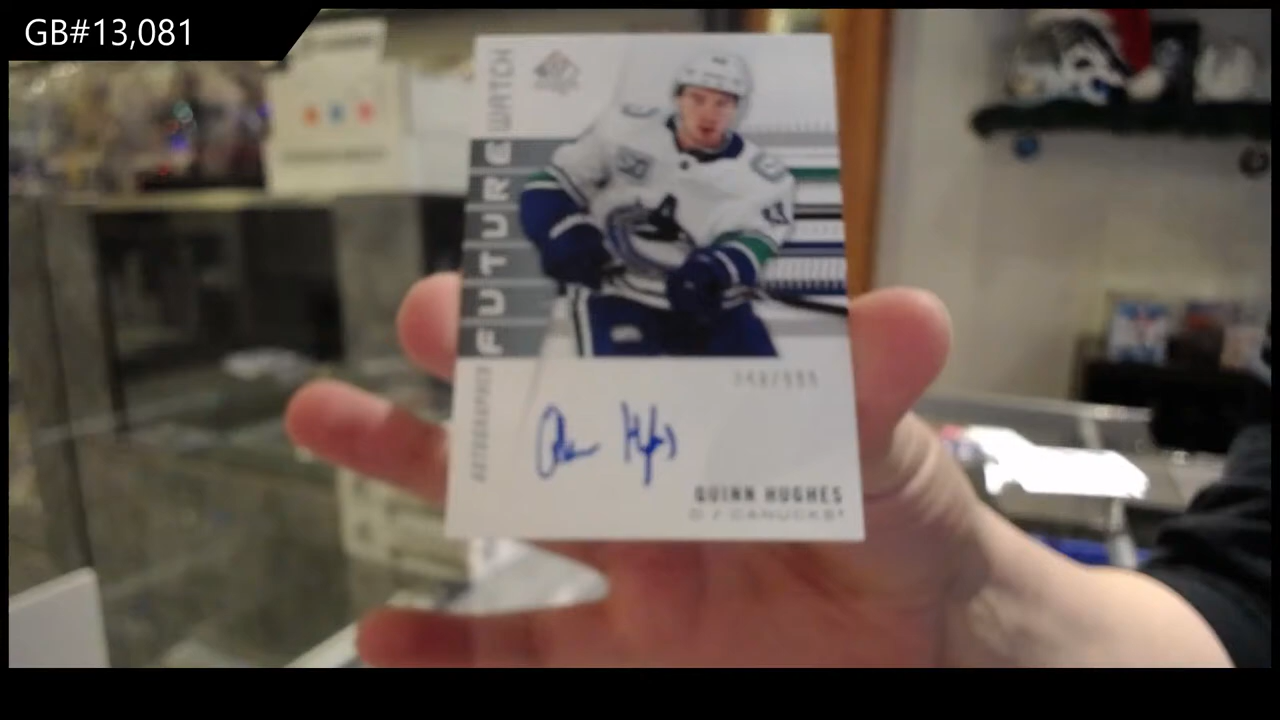 GB#13,081
FUTURE WATCH
AUTOGRAPHED
QUINN HUGHES
D / CANUCKS